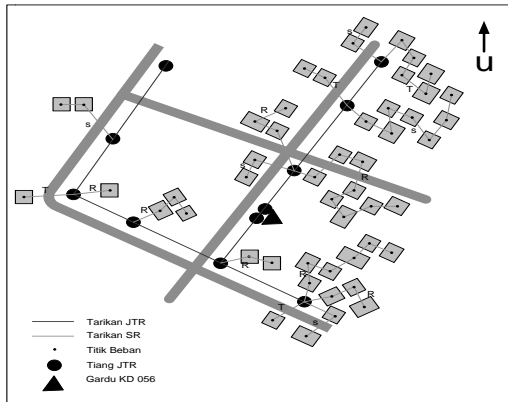 u
S
T
R
T
S
S
R
S
R
T
R
R
R
R
R
T
S
Tarikan JTR
Tarikan SR
Titik Beban
Tiang JTR
Gardu KD 056